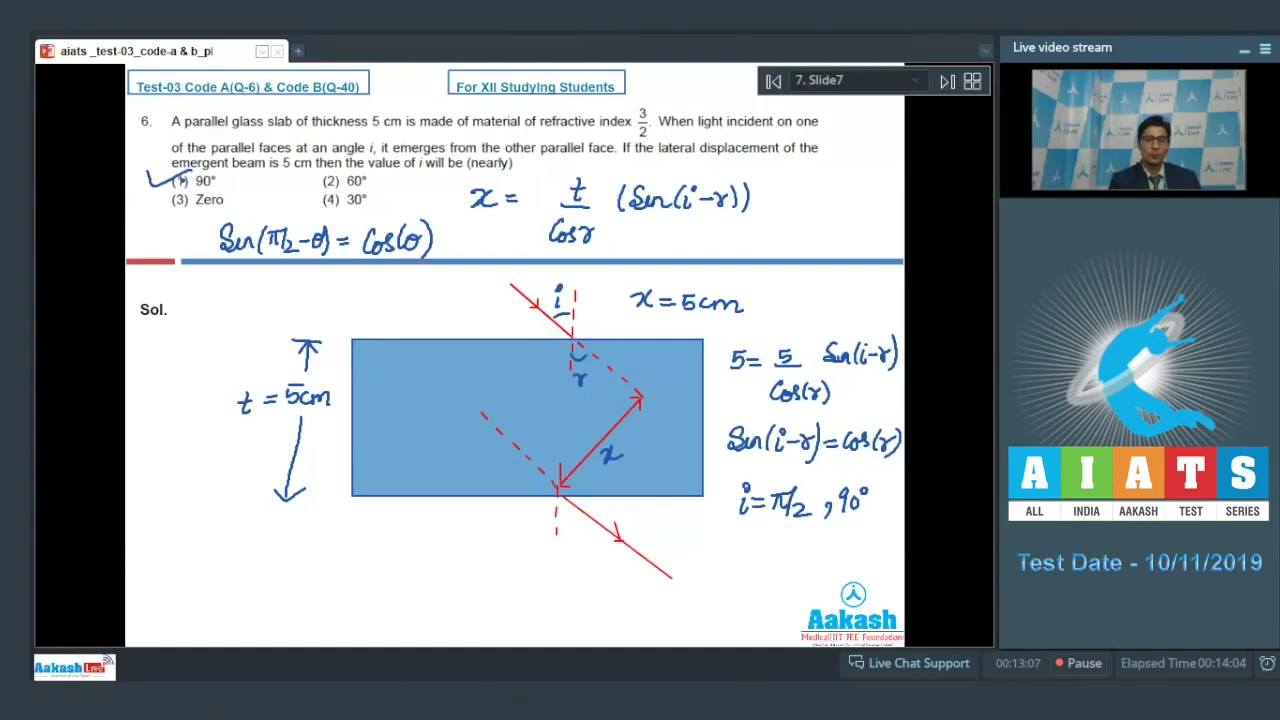 aiats _test-03_code-a & b_pl
Live video stream
Test-03 Code A(Q-6) & Code B(Q-40)
For XII Studying Students
7. Slide7
6. A parallel glass slab of thickness 5 cm is made of material of refractive index 3/2. When light incident on one
of the parallel faces at an angle i, it emerges from the other parallel face. If the lateral displacement of the
emergent beam is 5 cm then the value of i will be (nearly)
(1) 90° (2) 60°
(3) Zero (4) 30°
x = t/Cosr (Sin(i-r))
Sin(π/2-θ) = Cos(θ)
Sol.
i
x = 5cm
r
t = 5cm
x
5 = 5/Cos(r) Sin(i-r)
Sin(i-r) = Cos(r)
i = π/2 , 90°
A I A T S
ALL INDIA AAKASH TEST SERIES
Test Date - 10/11/2019
Aakash
Medical|IIT-JEE|Foundations
Aakash Live
Live Chat Support
00:13:07
Pause
Elapsed Time 00:14:04